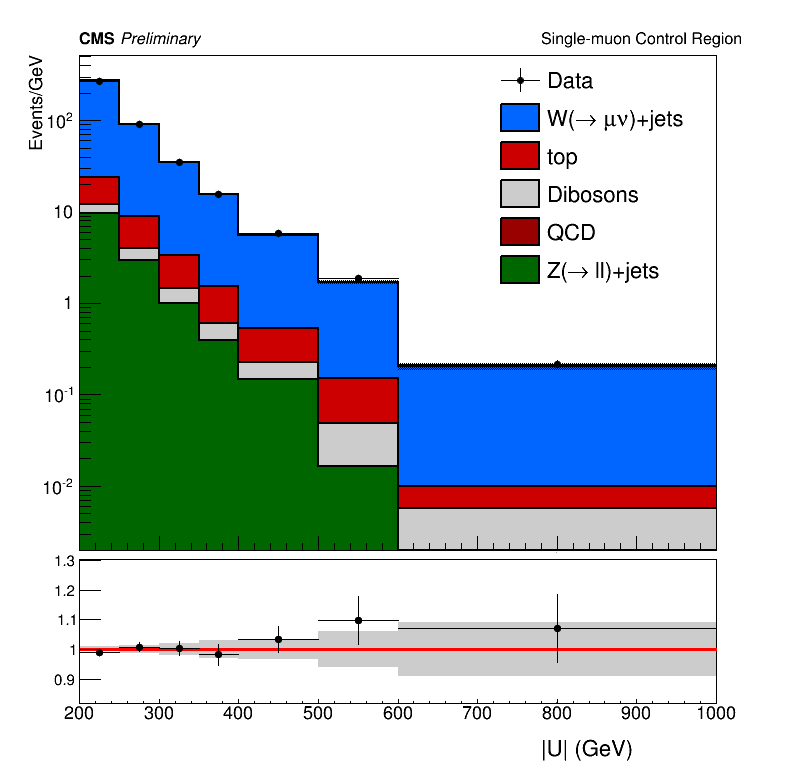 CMS Preliminary Single-muon Control Region
Events/GeV
10²
10
1
10⁻¹
10⁻²
Data
W(→ μν)+jets
top
Dibosons
QCD
Z(→ ll)+jets
1.3
1.2
1.1
1
0.9
200 300 400 500 600 700 800 900 1000
|U| (GeV)